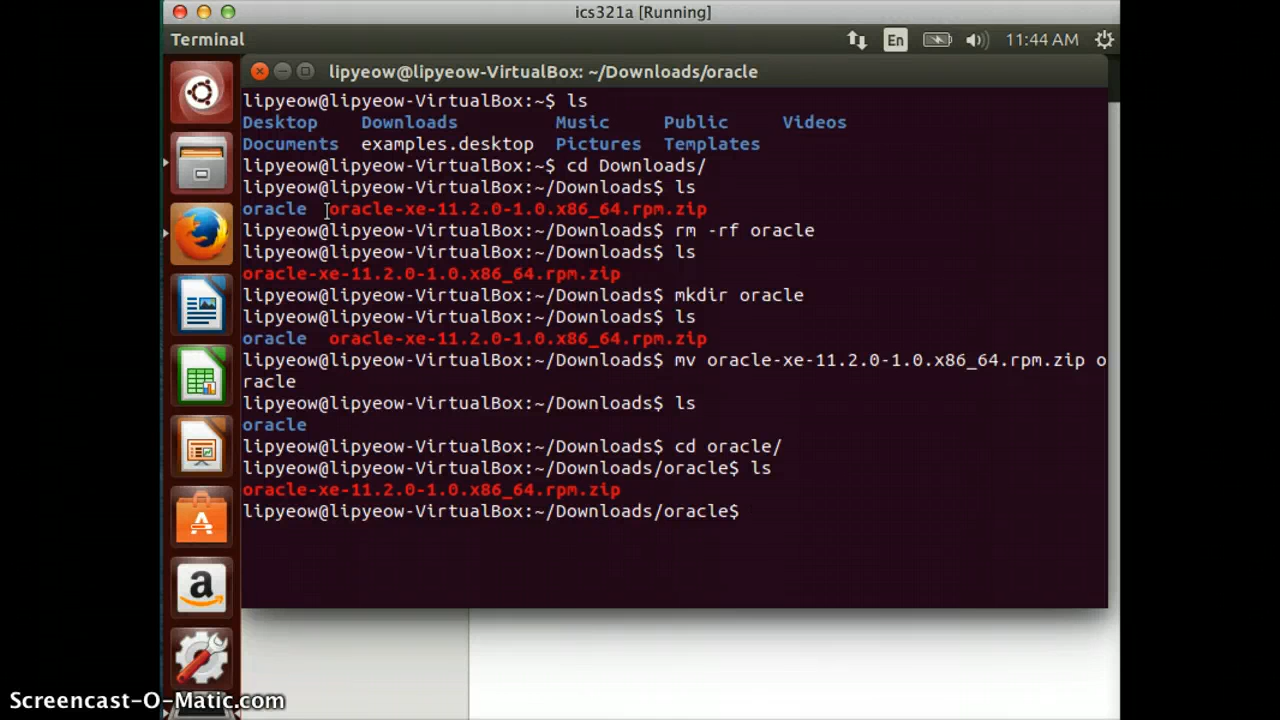 ics321a [Running]
Terminal En 11:44 AM
lipyeow@lipyeow-VirtualBox: ~/Downloads/oracle
lipyeow@lipyeow-VirtualBox:~$ ls
Desktop Downloads Music Public Videos
Documents examples.desktop Pictures Templates
lipyeow@lipyeow-VirtualBox:~$ cd Downloads/
lipyeow@lipyeow-VirtualBox:~/Downloads$ ls
oracle oracle-xe-11.2.0-1.0.x86_64.rpm.zip
lipyeow@lipyeow-VirtualBox:~/Downloads$ rm -rf oracle
lipyeow@lipyeow-VirtualBox:~/Downloads$ ls
oracle-xe-11.2.0-1.0.x86_64.rpm.zip
lipyeow@lipyeow-VirtualBox:~/Downloads$ mkdir oracle
lipyeow@lipyeow-VirtualBox:~/Downloads$ ls
oracle oracle-xe-11.2.0-1.0.x86_64.rpm.zip
lipyeow@lipyeow-VirtualBox:~/Downloads$ mv oracle-xe-11.2.0-1.0.x86_64.rpm.zip o
racle
lipyeow@lipyeow-VirtualBox:~/Downloads$ ls
oracle
lipyeow@lipyeow-VirtualBox:~/Downloads$ cd oracle/
lipyeow@lipyeow-VirtualBox:~/Downloads/oracle$ ls
oracle-xe-11.2.0-1.0.x86_64.rpm.zip
lipyeow@lipyeow-VirtualBox:~/Downloads/oracle$
Screencast-O-Matic.com